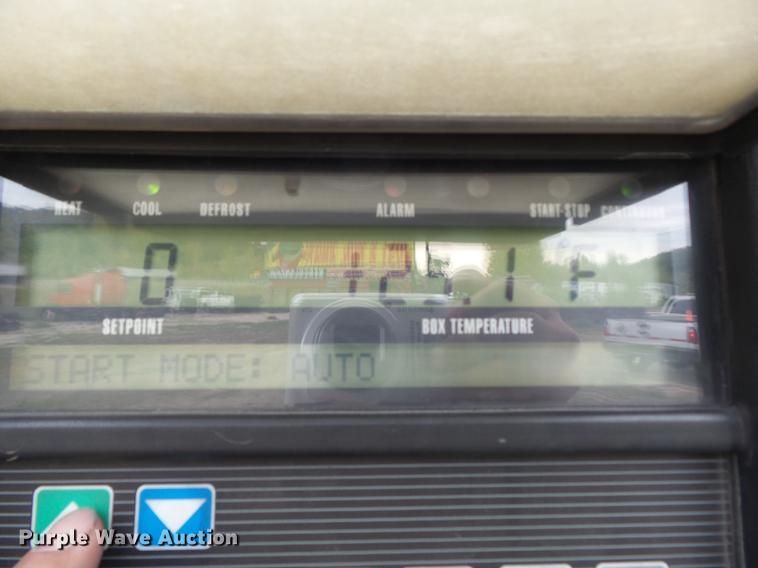 HEAT COOL DEFROST ALARM START-STOP CONTINUOUS
0 F
SETPOINT BOX TEMPERATURE
START MODE: AUTO
Purple Wave Auction